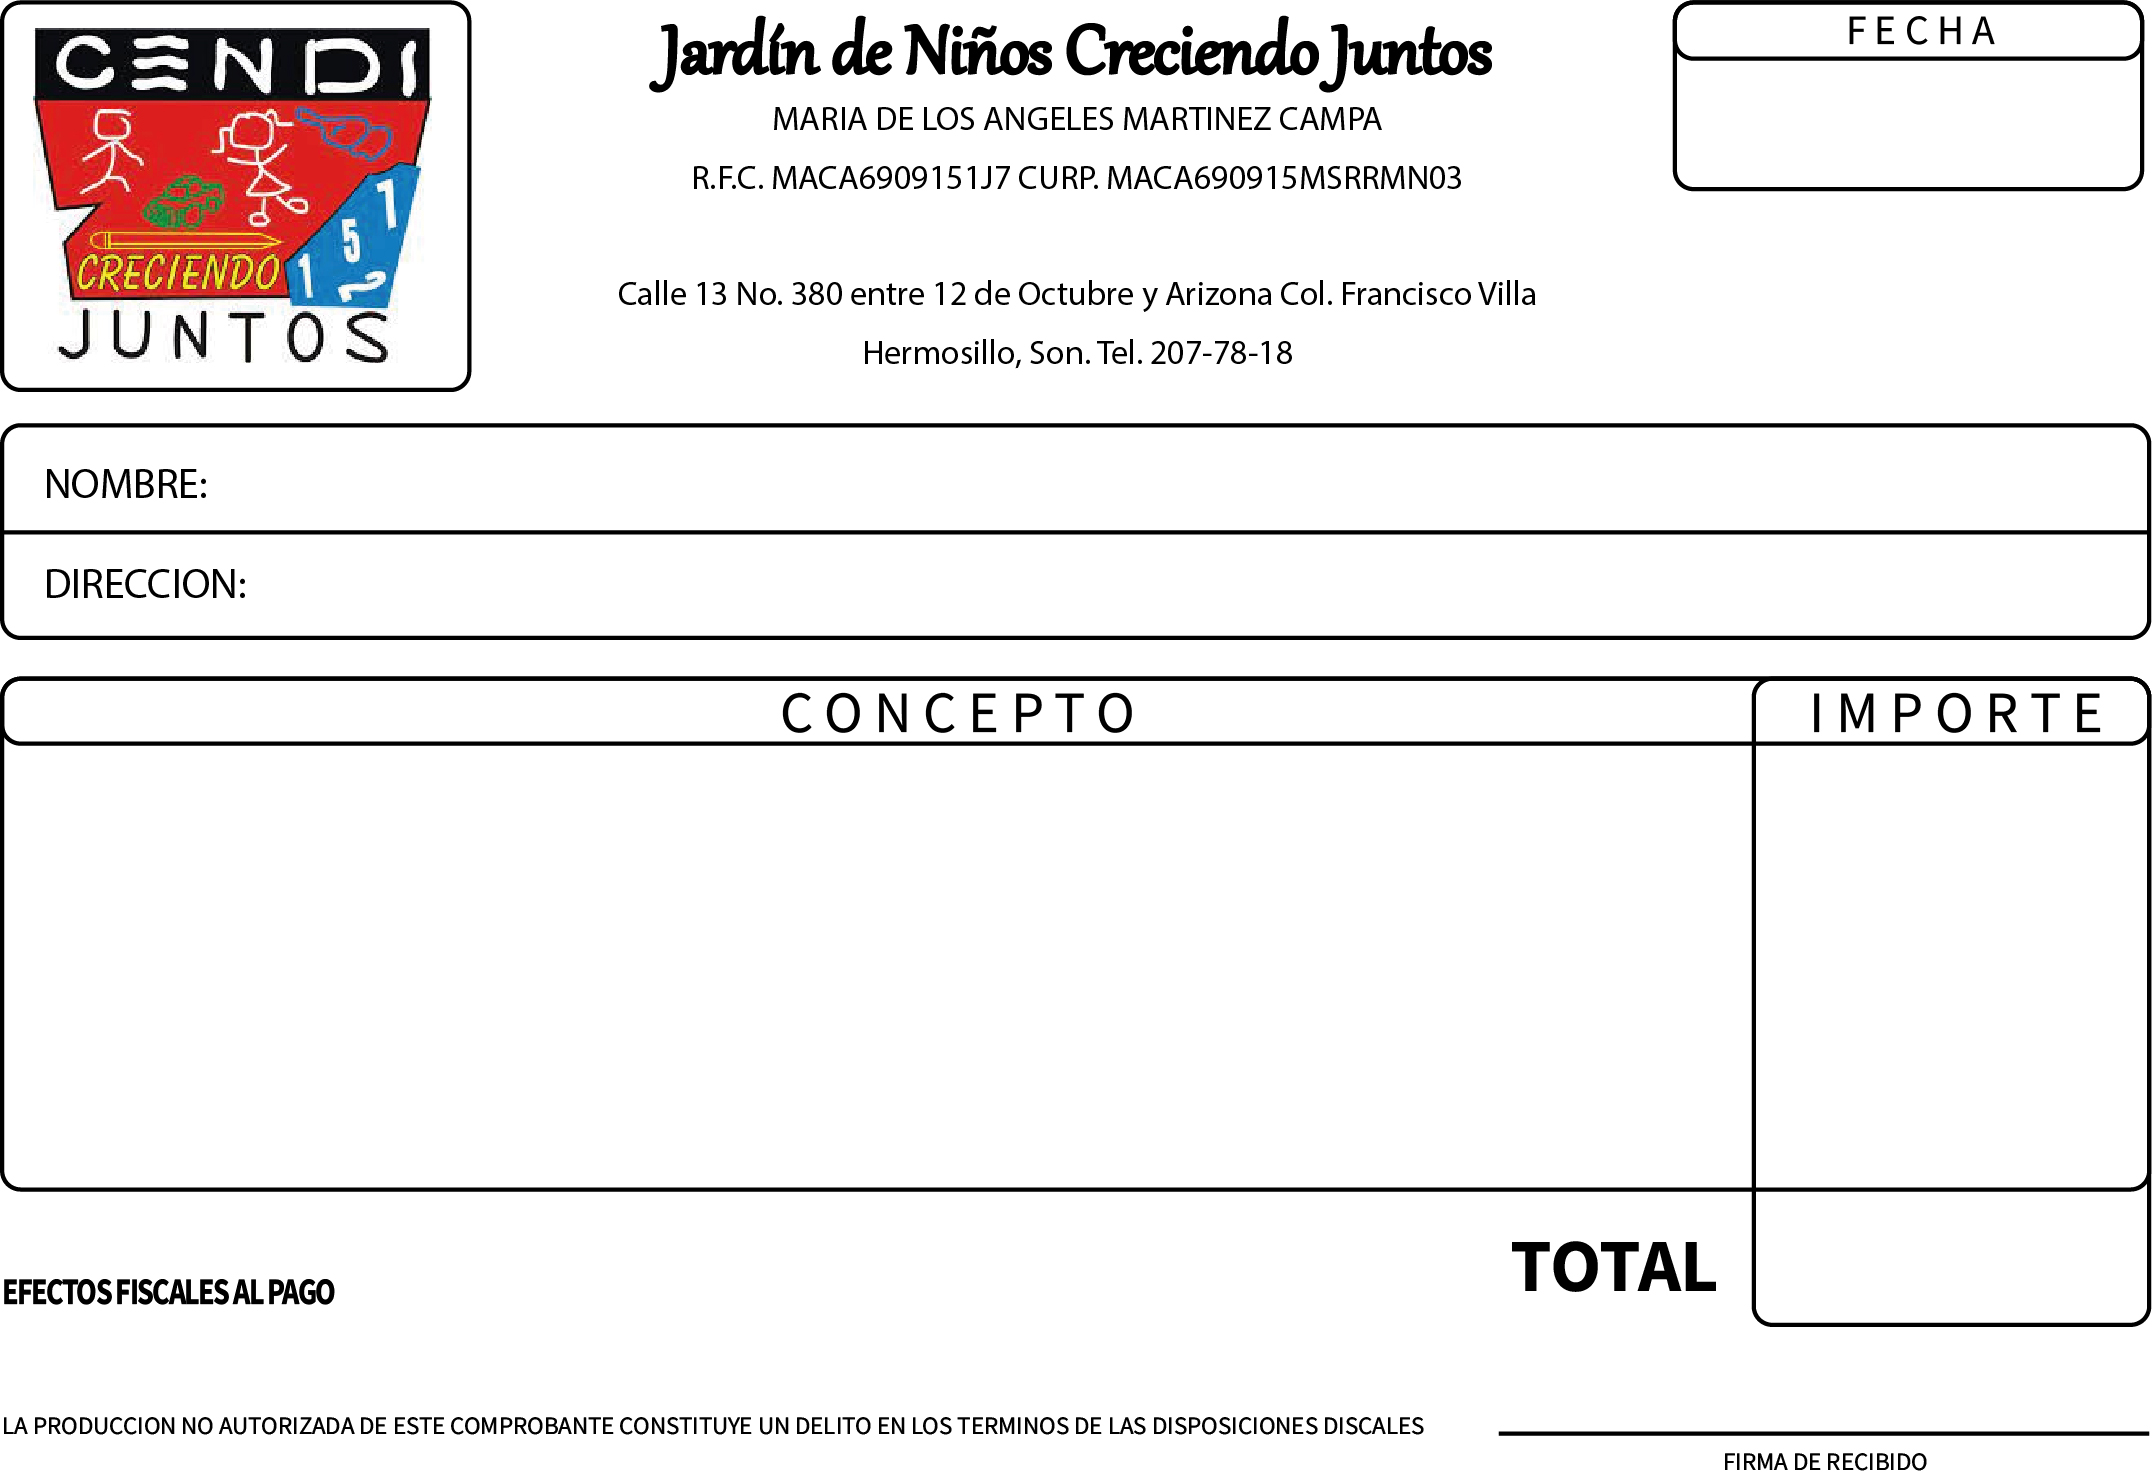 CENDI
CRECIENDO
1 5 7 2
JUNTOS
Jardín de Niños Creciendo Juntos
MARIA DE LOS ANGELES MARTINEZ CAMPA
R.F.C. MACA6909151J7 CURP. MACA690915MSRRMN03
Calle 13 No. 380 entre 12 de Octubre y Arizona Col. Francisco Villa
Hermosillo, Son. Tel. 207-78-18
FECHA
NOMBRE:
DIRECCION:
CONCEPTO IMPORTE
TOTAL
EFECTOS FISCALES AL PAGO
LA PRODUCCION NO AUTORIZADA DE ESTE COMPROBANTE CONSTITUYE UN DELITO EN LOS TERMINOS DE LAS DISPOSICIONES DISCALES
FIRMA DE RECIBIDO